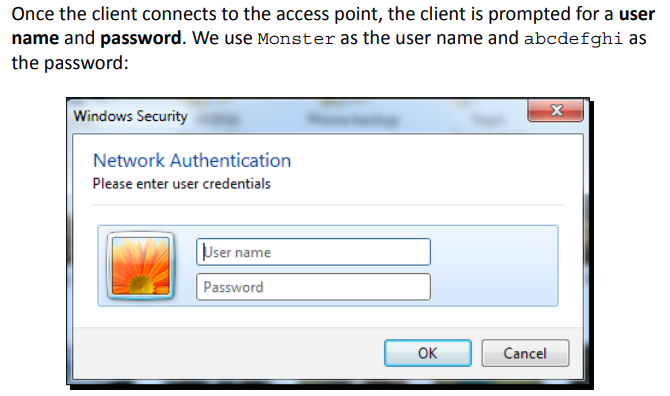 Once the client connects to the access point, the client is prompted for a user
name and password. We use Monster as the user name and abcdefghi as
the password:
Windows Security
Network Authentication
Please enter user credentials
User name
Password
OK
Cancel